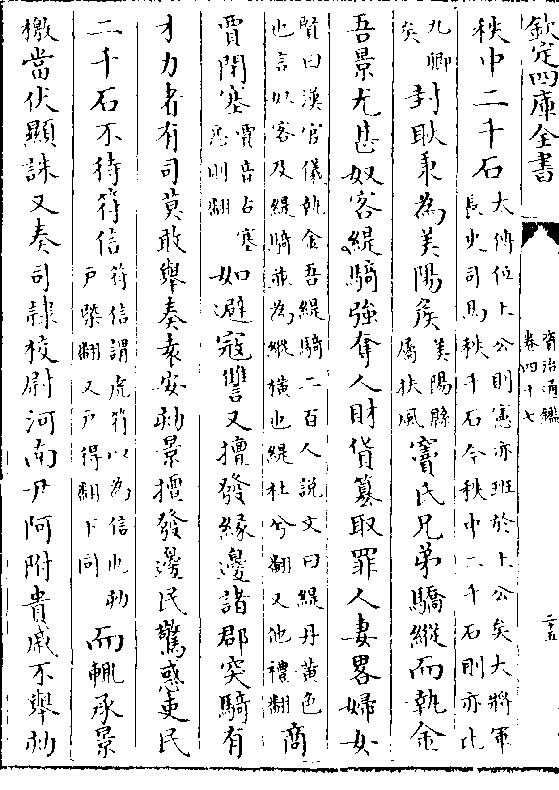 欽定四庫全書
資治通鑑
卷四十七
二十五
秩中二千石大傅位上公則憲亦班於上公矣大將軍
長史司馬秩千石今秩中二千石則亦比
九卿
矣封耿秉為美陽侯美陽縣
屬扶風竇氏兄弟驕縱而執金
吾景尤甚奴客緹騎強奪人財貨簒取罪人妻畧婦女
賢曰漢官儀執金吾緹騎二百人說文曰緹丹黃色
也言奴客及緹騎並為縱橫也緹杜兮翻又他禮翻商
賈閉塞賈音古塞
悉則翻如避寇讐又擅發緣邊諸郡突騎有
才力者有司莫敢舉奏袁安劾景擅發邊民驚惑吏民
二千石不待符信符信謂虎符以為信也劾
戶槩翻又戶得翻下同而輒承景
檄當伏顯誅又奏司隸校尉河南尹阿附貴戚不舉劾